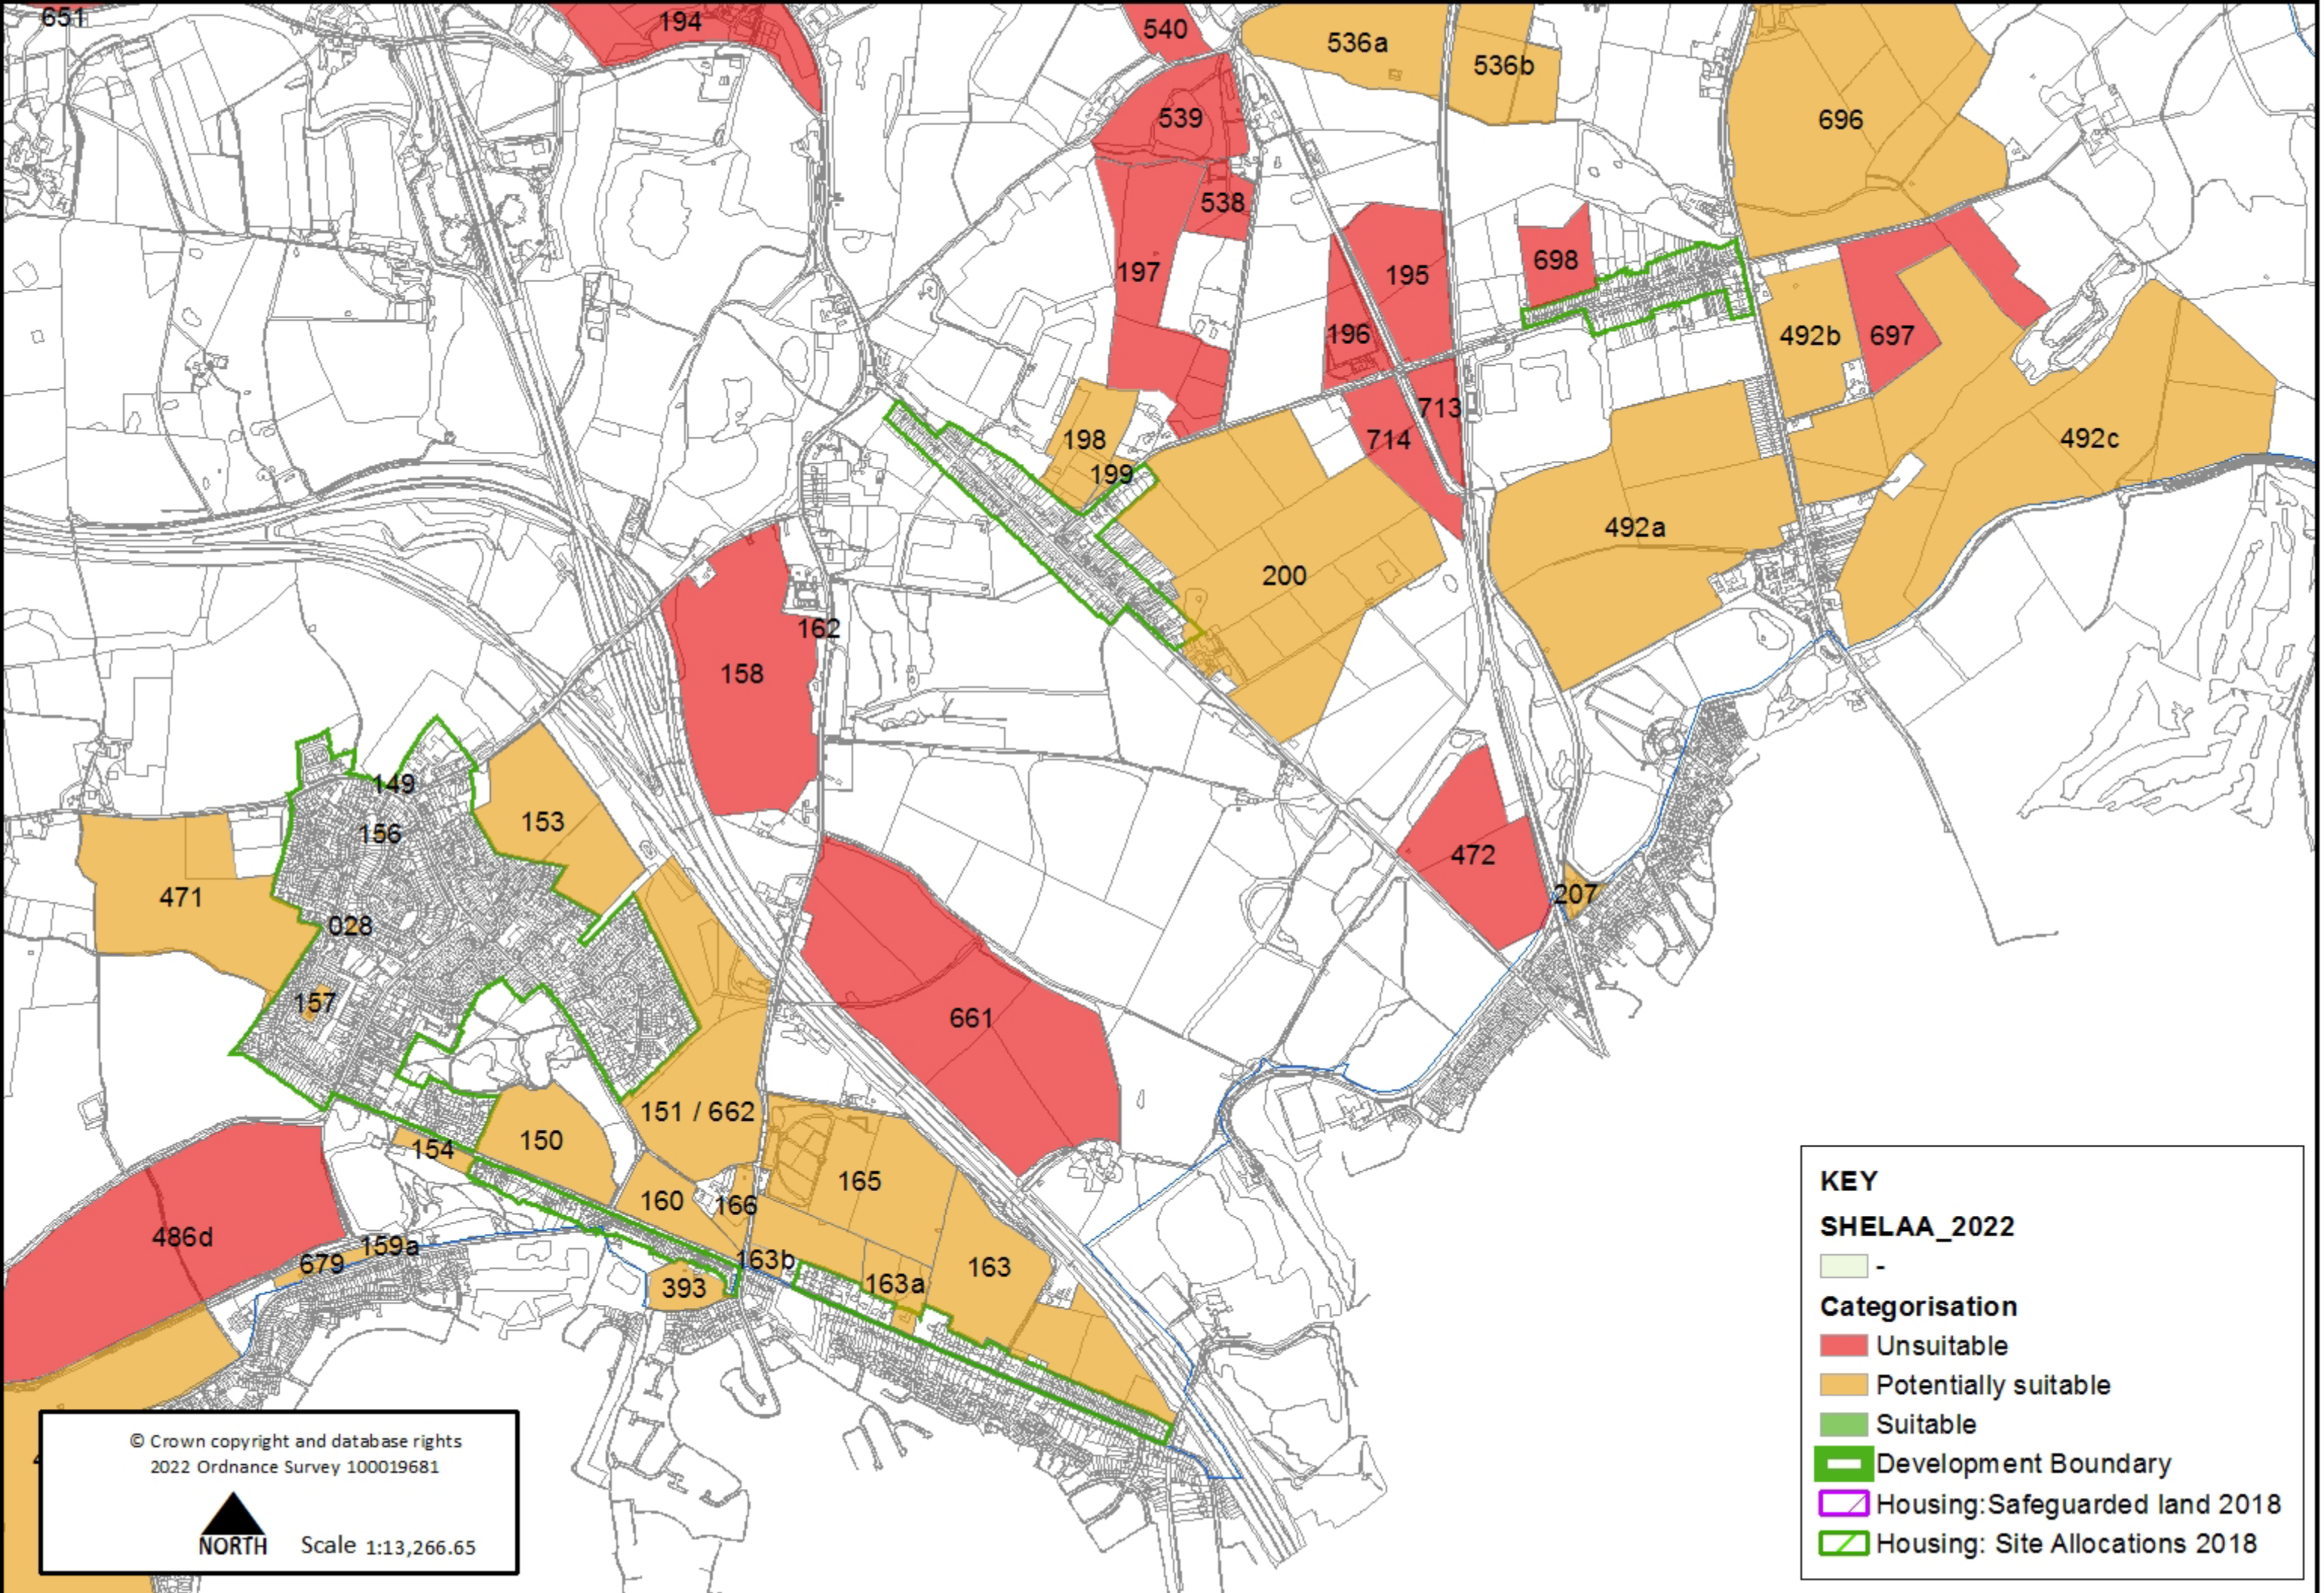 651
194
540
536a
536b
539
696
538
197
195
698
196
492b
697
713
714
198
199
492c
492a
200
162
158
149
153
156
472
471
207
028
157
661
151 / 662
154
150
165
160
166
486d
159a
679
163b
163
163a
393
KEY
SHELAA_2022
-
Categorisation
Unsuitable
Potentially suitable
Suitable
Development Boundary
Housing:Safeguarded land 2018
Housing: Site Allocations 2018
© Crown copyright and database rights
2022 Ordnance Survey 100019681
NORTH Scale 1:13,266.65